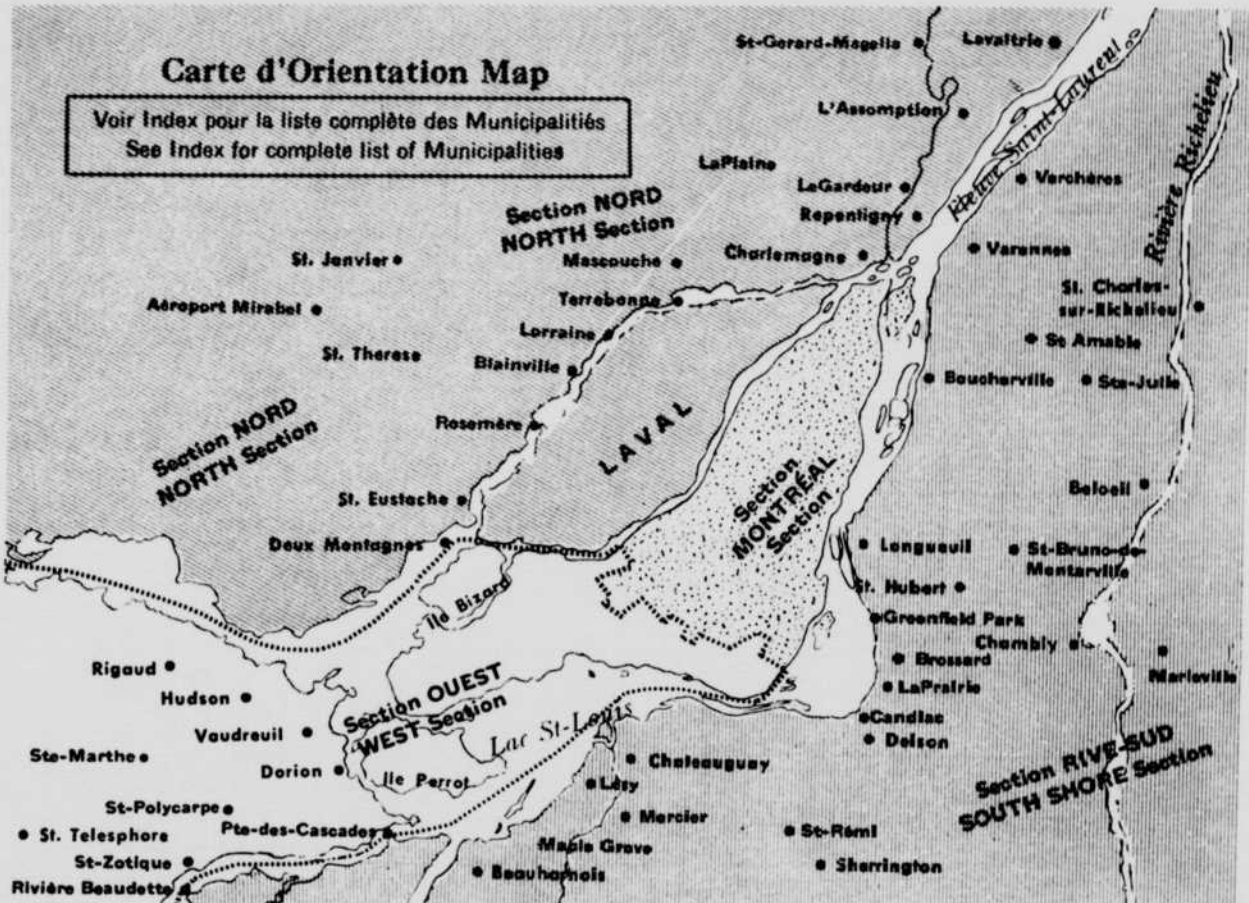 Carte d'Orientation Map
Voir Index pour la liste complète des Municipalitiés
See Index for complete list of Municipalities
St-Gerard-Magella
Lavaltrie
L'Assomption
Fleuve Saint-Laurent
Rivière Richelieu
LaPlaine
LeGardeur
Verchères
Section NORD
NORTH Section
Repentigny
St. Janvier
Mascouche
Charlemagne
Varennes
Aéroport Mirabel
Terrebonne
St. Charles-
sur-Richelieu
Lorraine
St Amable
St. Therese
Blainville
Boucherville
Ste-Julie
Rosemère
LAVAL
Section NORD
NORTH Section
St. Eustache
Section
MONTRÉAL
Section
Beloeil
Deux Montagnes
Longueuil
St-Bruno-de-
Montarville
Ile Bizard
St. Hubert
Greenfield Park
Chambly
Rigaud
Brossard
Marieville
Hudson
LaPrairie
Section OUEST
WEST Section
Vaudreuil
Lac St-Louis
Candiac
Delson
Ste-Marthe
Dorion
Ile Perrot
Chateauguay
Section RIVE-SUD
SOUTH SHORE Section
Léry
St-Polycarpe
Mercier
St. Telesphore
Pte-des-Cascades
St-Rémi
Maple Grove
St-Zotique
Beauharnois
Sherrington
Rivière Beaudette